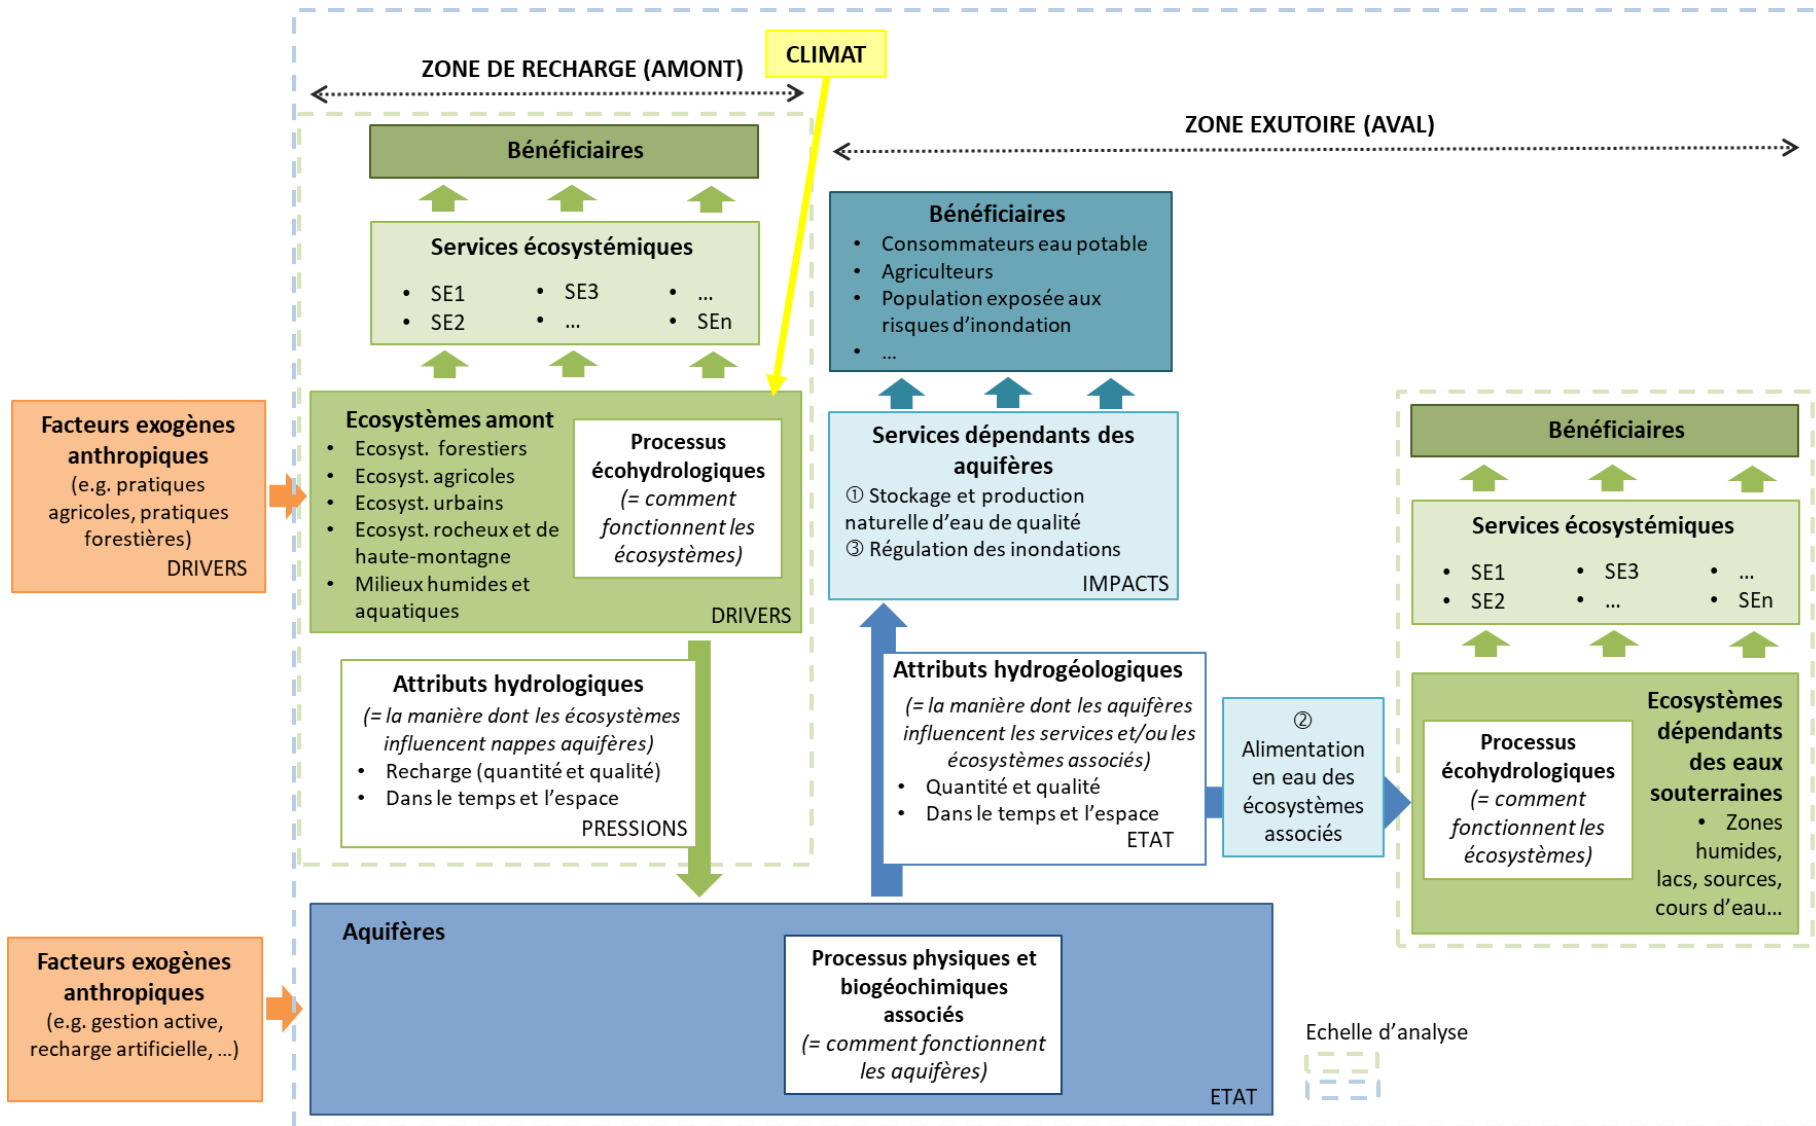 CLIMAT
ZONE DE RECHARGE (AMONT)
ZONE EXUTOIRE (AVAL)
Bénéficiaires
Services écosystémiques
• SE1
• SE2
• SE3
• ...
• ...
• SEn
Facteurs exogènes
anthropiques
(e.g. pratiques
agricoles, pratiques
forestières)
DRIVERS
Ecosystèmes amont
• Ecosyst. forestiers
• Ecosyst. agricoles
• Ecosyst. urbains
• Ecosyst. rocheux et de
haute-montagne
• Milieux humides et
aquatiques
Processus
écohydrologiques
(= comment
fonctionnent les
écosystèmes)
DRIVERS
Attributs hydrologiques
(= la manière dont les écosystèmes
influencent nappes aquifères)
• Recharge (quantité et qualité)
• Dans le temps et l’espace
PRESSIONS
Bénéficiaires
• Consommateurs eau potable
• Agriculteurs
• Population exposée aux
risques d’inondation
• ...
Services dépendants des
aquifères
① Stockage et production
naturelle d’eau de qualité
③ Régulation des inondations
IMPACTS
Attributs hydrogéologiques
(= la manière dont les aquifères
influencent les services et/ou les
écosystèmes associés)
• Quantité et qualité
• Dans le temps et l’espace
ETAT
②
Alimentation
en eau des
écosystèmes
associés
Bénéficiaires
Services écosystémiques
• SE1
• SE2
• SE3
• ...
• ...
• SEn
Processus
écohydrologiques
(= comment
fonctionnent les
écosystèmes)
Ecosystèmes
dépendants
des eaux
souterraines
• Zones
humides,
lacs, sources,
cours d’eau...
Facteurs exogènes
anthropiques
(e.g. gestion active,
recharge artificielle, ...)
Aquifères
Processus physiques et
biogéochimiques
associés
(= comment fonctionnent
les aquifères)
ETAT
Echelle d’analyse